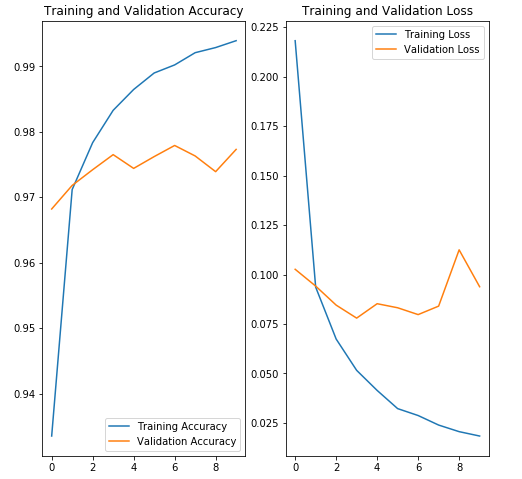 Training and Validation Accuracy
0.99
0.98
0.97
0.96
0.95
0.94
0 2 4 6 8
Training Accuracy
Validation Accuracy
Training and Validation Loss
0.225
0.200
0.175
0.150
0.125
0.100
0.075
0.050
0.025
0 2 4 6 8
Training Loss
Validation Loss